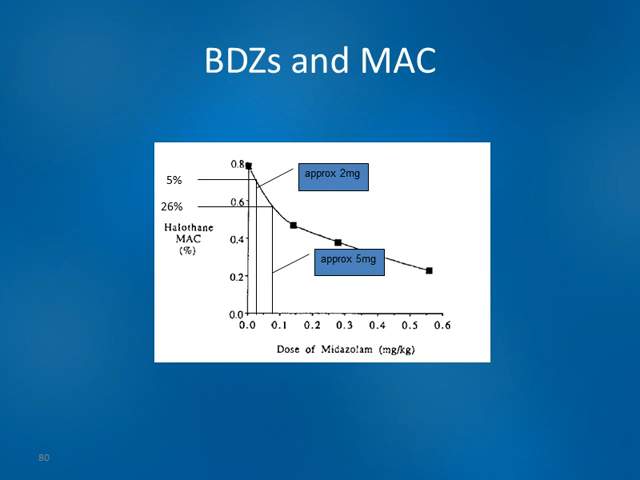 BDZs and MAC
0.8
approx 2mg
5%
0.6
26%
Halothane
MAC
(%)
0.4
approx 5mg
0.2
0.0
0.0 0.1 0.2 0.3 0.4 0.5 0.6
Dose of Midazolam (mg/kg)
80